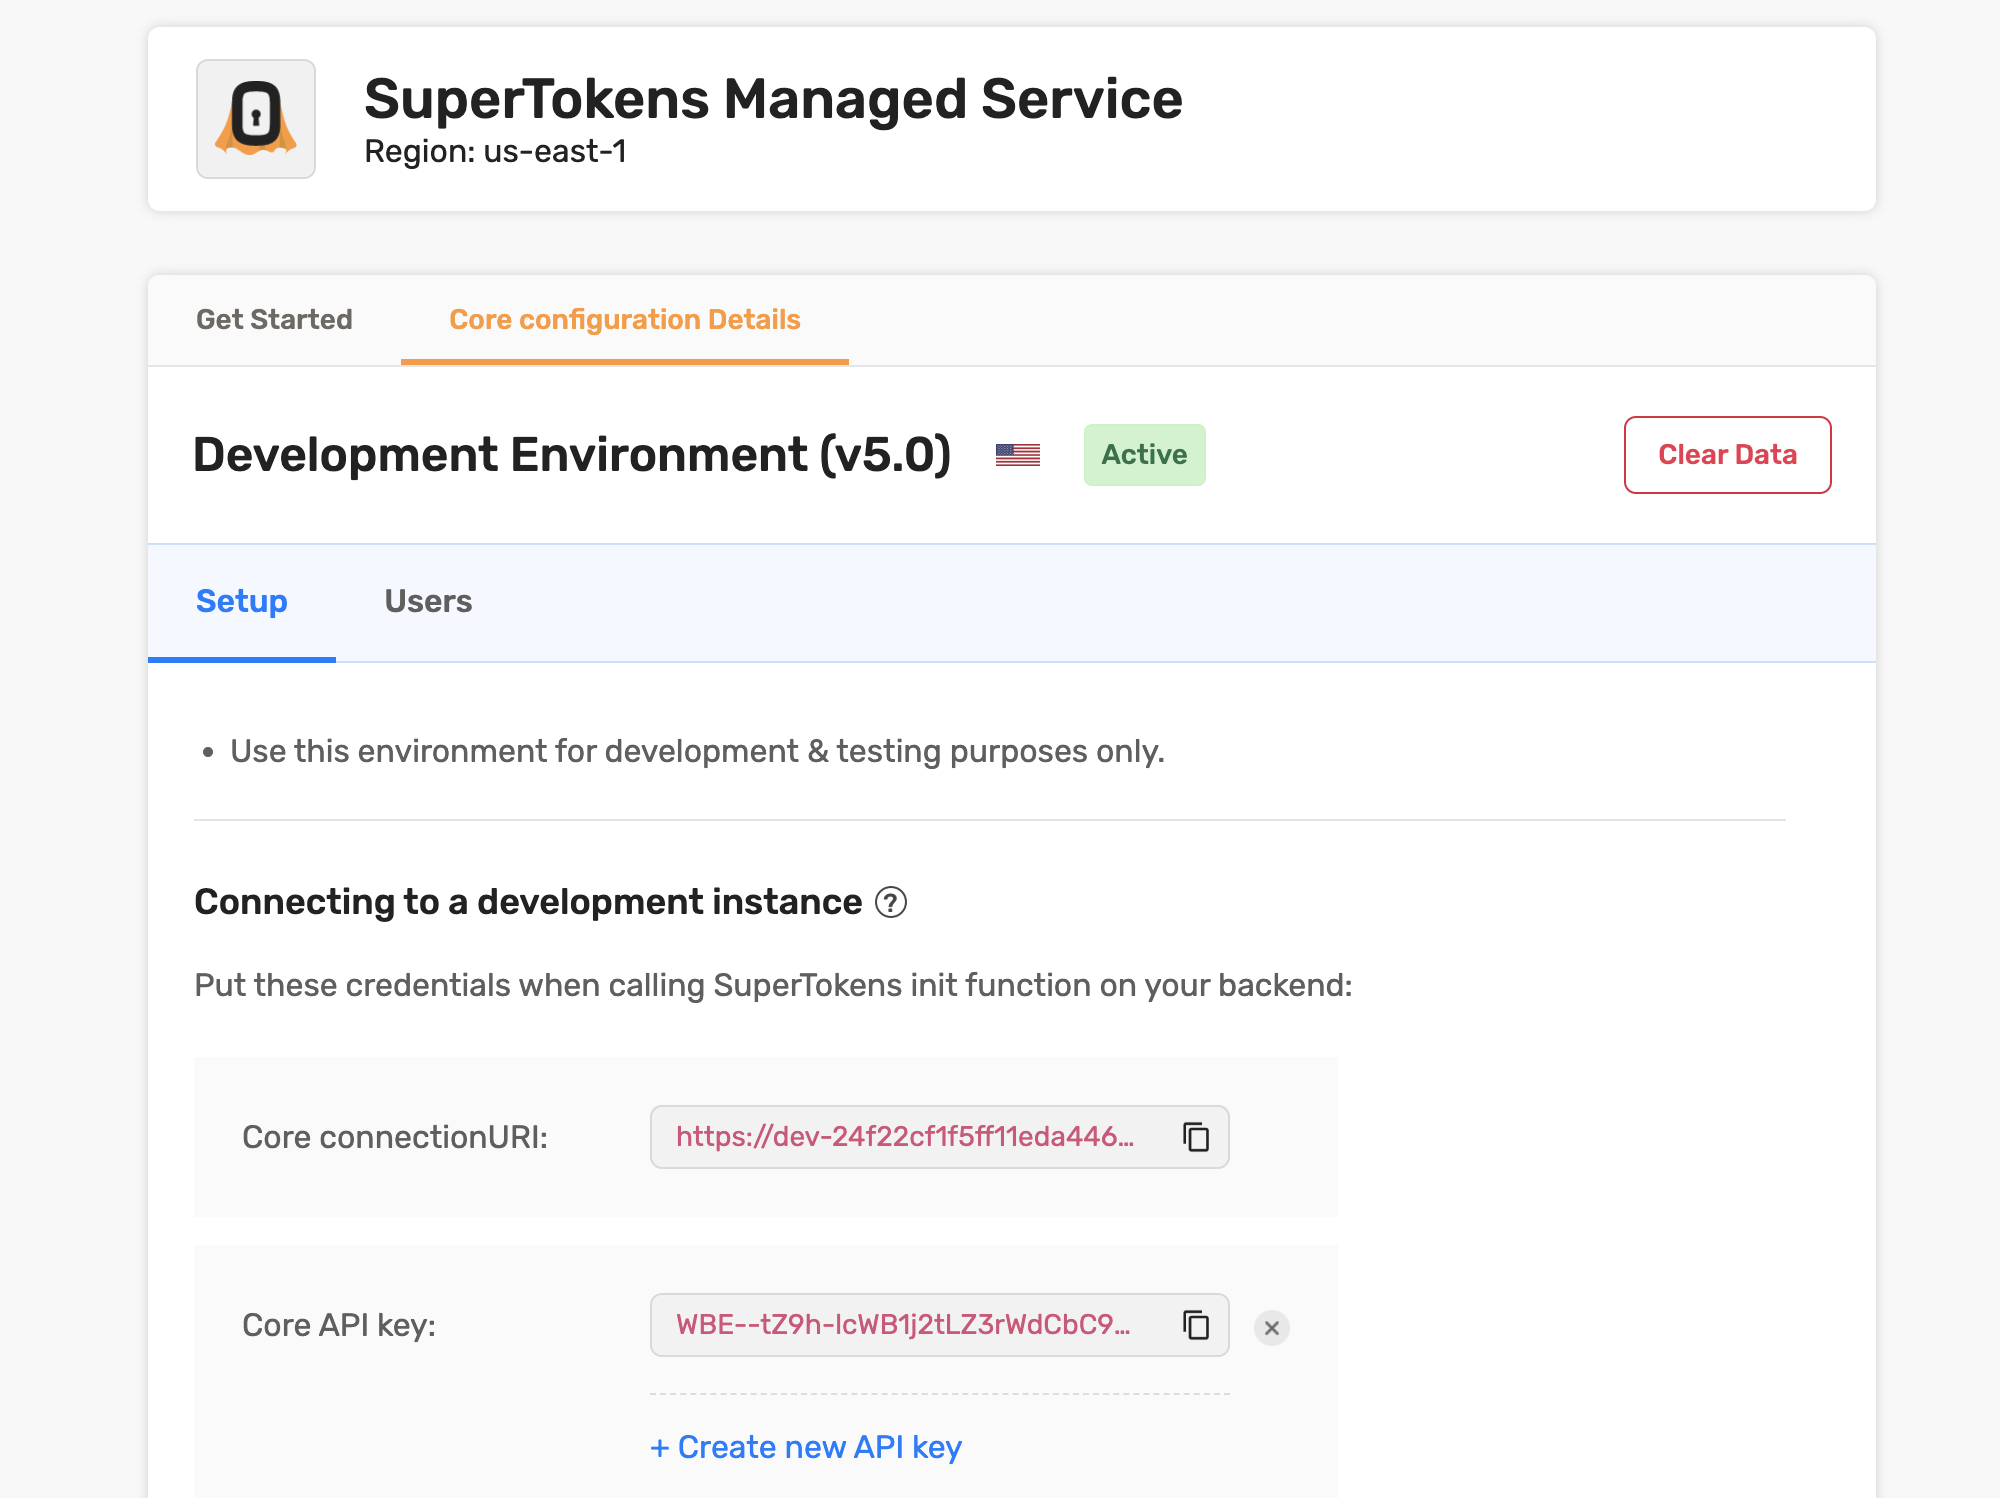 SuperTokens Managed Service
Region: us-east-1
Get Started
Core configuration Details
Development Environment (v5.0)
Active
Clear Data
Setup
Users
• Use this environment for development & testing purposes only.
Connecting to a development instance ?
Put these credentials when calling SuperTokens init function on your backend:
Core connectionURI:
https://dev-24f22cf1f5ff11eda446...
Core API key:
WBE--tZ9h-lcWB1j2tLZ3rWdCbC9...
+ Create new API key